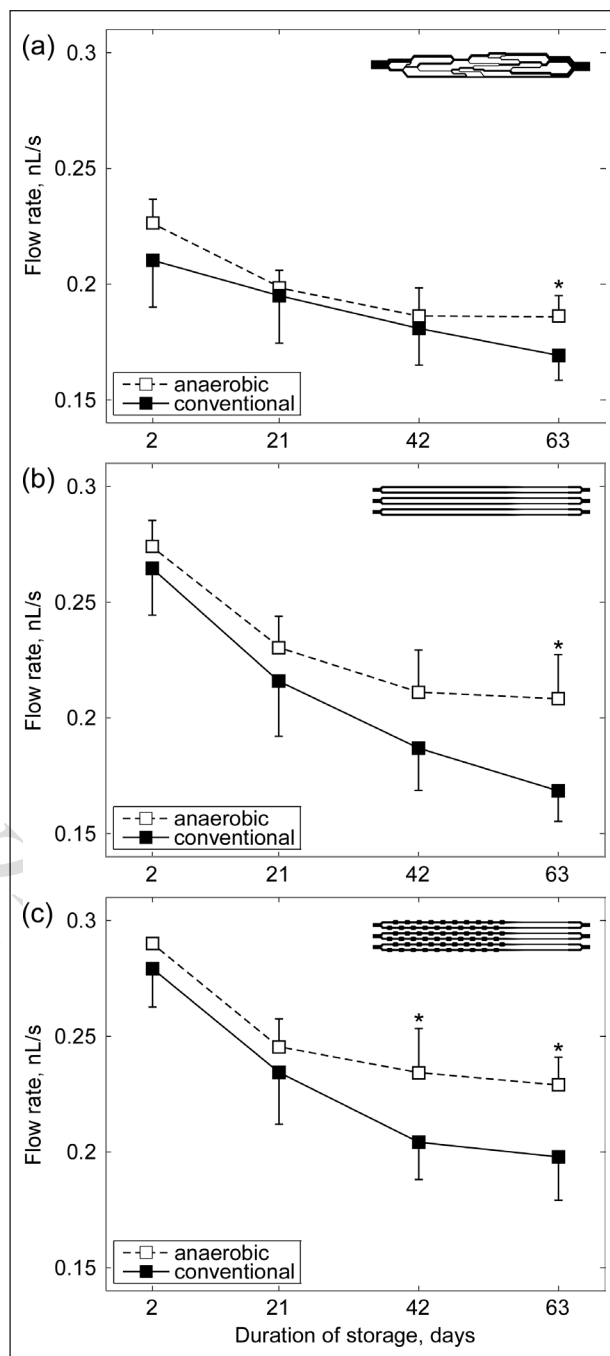 (a)
0.3
0.25
0.2
0.15
Flow rate, nL/s
*
anaerobic
conventional
2 21 42 63
(b)
0.3
0.25
0.2
0.15
Flow rate, nL/s
*
anaerobic
conventional
2 21 42 63
(c)
0.3
0.25
0.2
0.15
Flow rate, nL/s
* *
anaerobic
conventional
2 21 42 63
Duration of storage, days